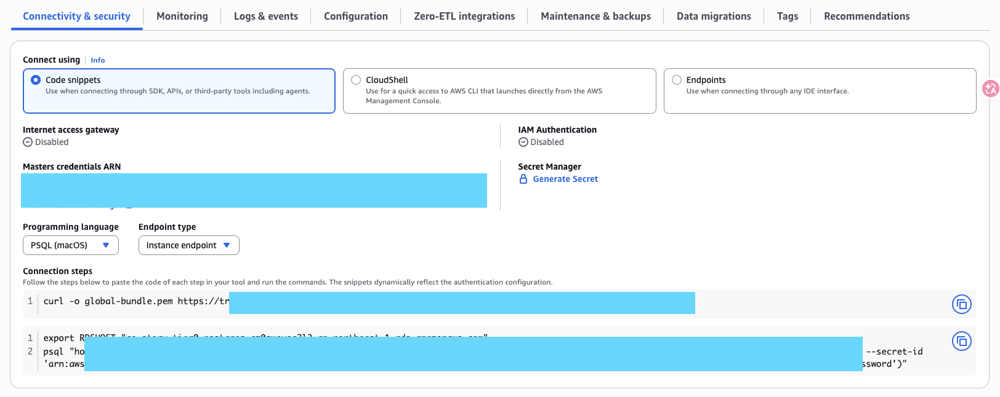 Connectivity & security
Monitoring
Logs & events
Configuration
Zero-ETL integrations
Maintenance & backups
Data migrations
Tags
Recommendations
Connect using
Info
Code snippets
Use when connecting through SDK, APIs, or third-party tools including agents.
CloudShell
Use for a quick access to AWS CLI that launches directly from the AWS
Management Console.
Endpoints
Use when connecting through any IDE interface.
Internet access gateway
Disabled
IAM Authentication
Disabled
Masters credentials ARN
Secret Manager
Generate Secret
Programming language
PSQL (macOS)
Endpoint type
Instance endpoint
Connection steps
Follow the steps below to paste the code of each step in your tool and run the commands. The snippets dynamically reflect the authentication configuration.
1 curl -o global-bundle.pem https://tr
1 export
2 psql "ho --secret-id
'arn:aws ssword')"